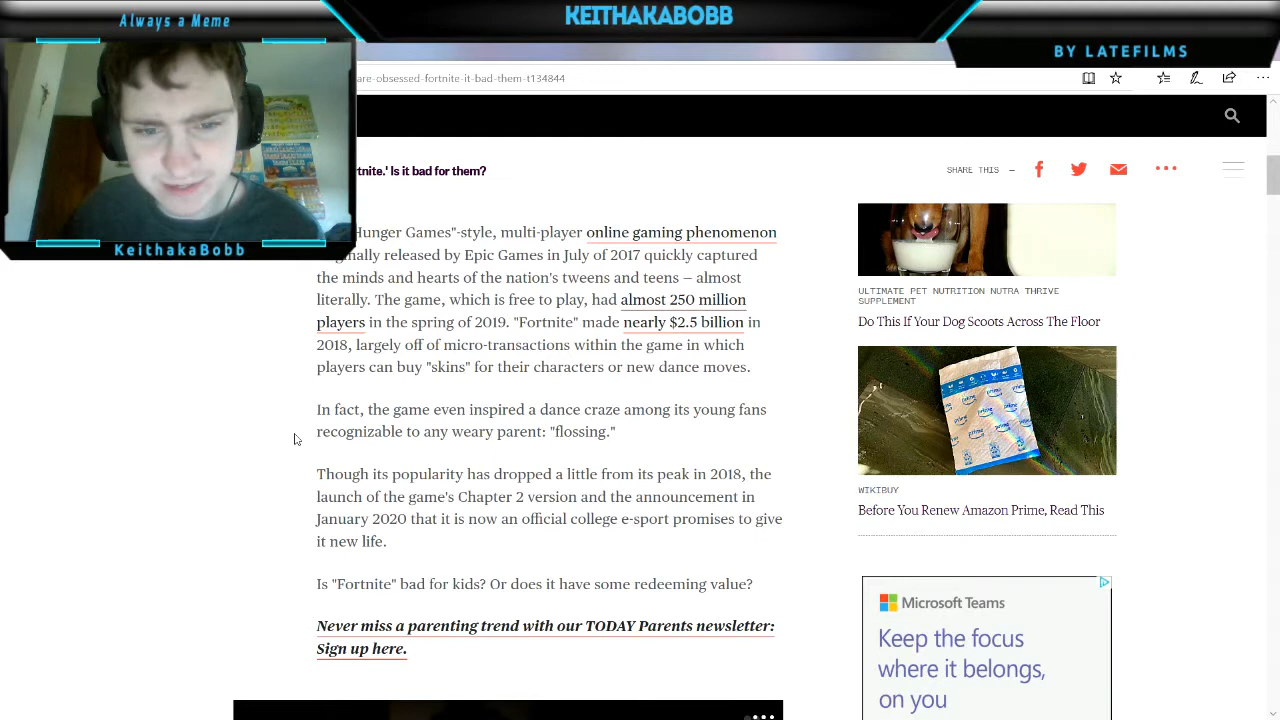 Always a Meme
KEITHAKABOBB
BY LATEFILMS
are-obsessed-fortnite-it-bad-them-t134844
KeithakaBobb
tnite.' Is it bad for them?
SHARE THIS –
Hunger Games"-style, multi-player online gaming phenomenon
ginally released by Epic Games in July of 2017 quickly captured
the minds and hearts of the nation's tweens and teens — almost
literally. The game, which is free to play, had almost 250 million
players in the spring of 2019. "Fortnite" made nearly $2.5 billion in
2018, largely off of micro-transactions within the game in which
players can buy "skins" for their characters or new dance moves.
In fact, the game even inspired a dance craze among its young fans
recognizable to any weary parent: "flossing."
Though its popularity has dropped a little from its peak in 2018, the
launch of the game's Chapter 2 version and the announcement in
January 2020 that it is now an official college e-sport promises to give
it new life.
Is "Fortnite" bad for kids? Or does it have some redeeming value?
Never miss a parenting trend with our TODAY Parents newsletter:
Sign up here.
ULTIMATE PET NUTRITION NUTRA THRIVE
SUPPLEMENT
Do This If Your Dog Scoots Across The Floor
prime
WIKIBUY
Before You Renew Amazon Prime, Read This
Microsoft Teams
Keep the focus
where it belongs,
on you